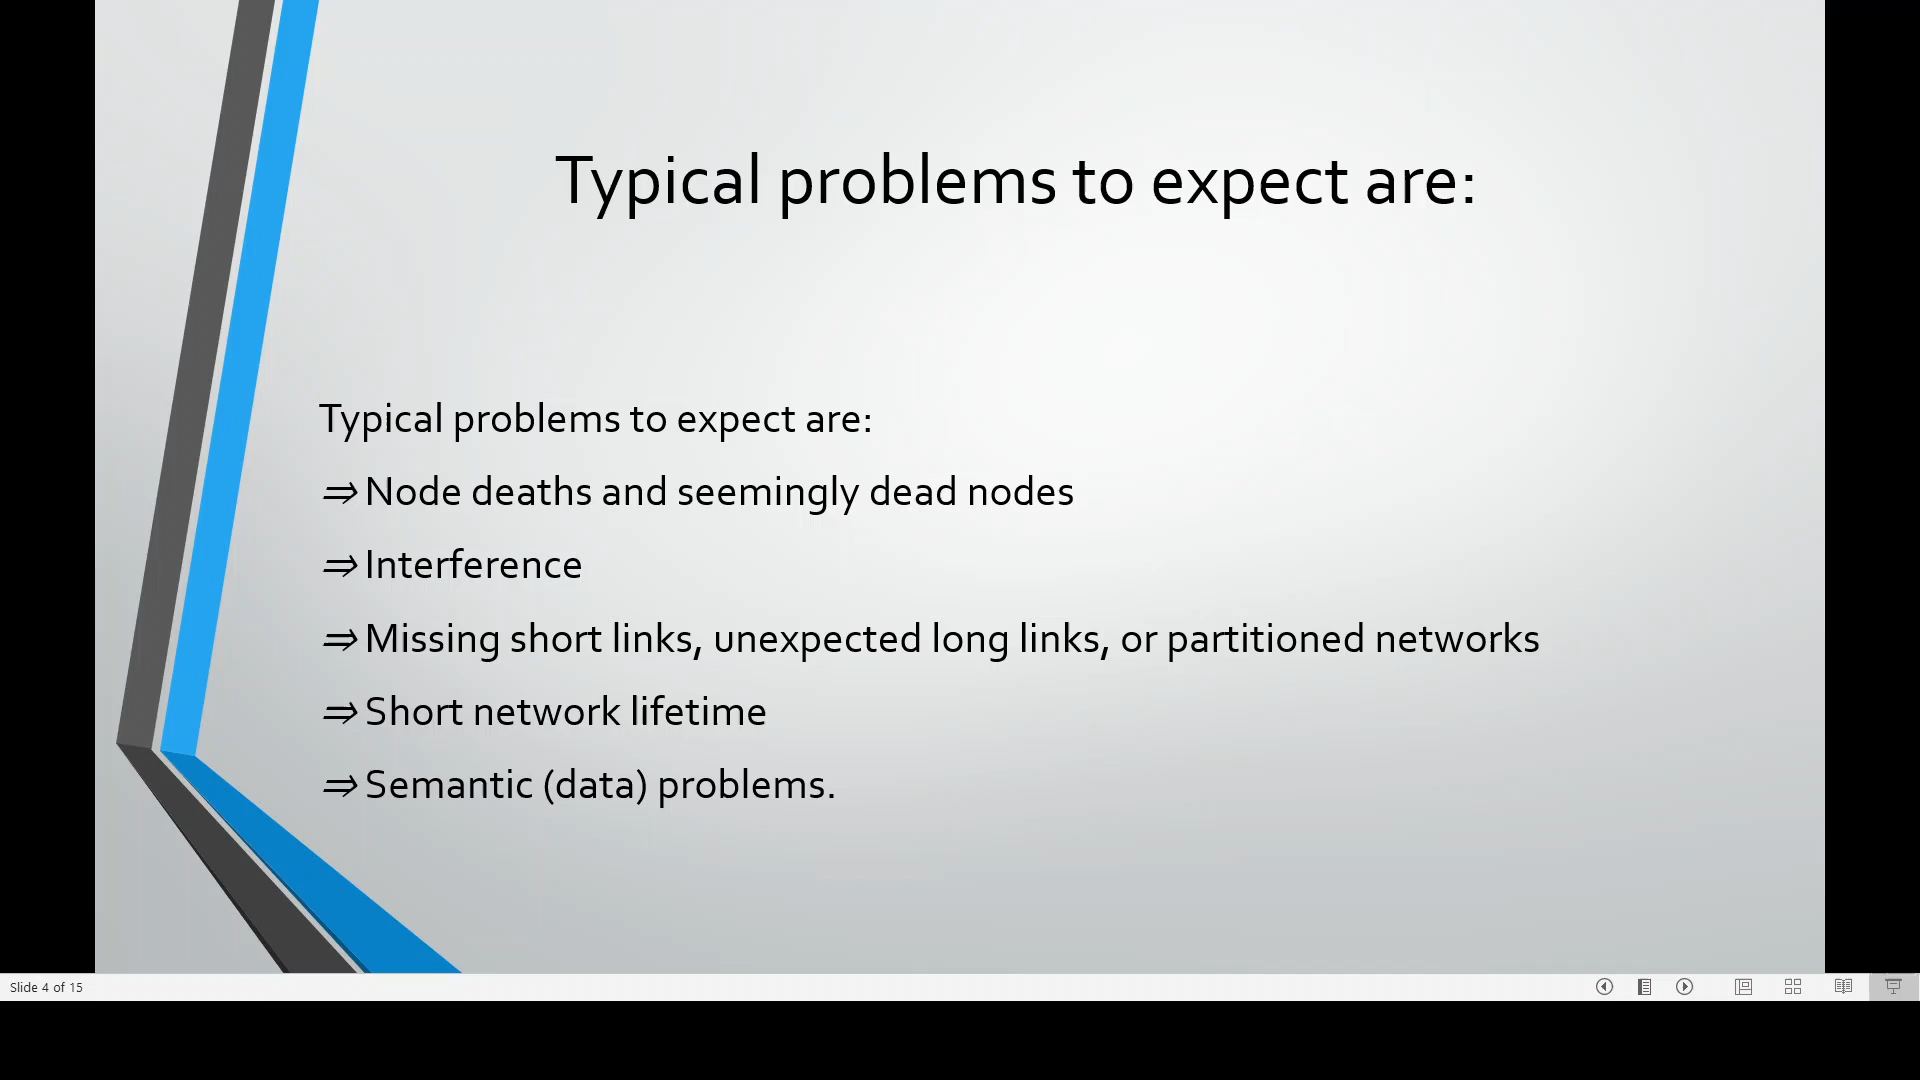 Typical problems to expect are:
Typical problems to expect are:
⇒ Node deaths and seemingly dead nodes
⇒ Interference
⇒ Missing short links, unexpected long links, or partitioned networks
⇒ Short network lifetime
⇒ Semantic (data) problems.
Slide 4 of 15